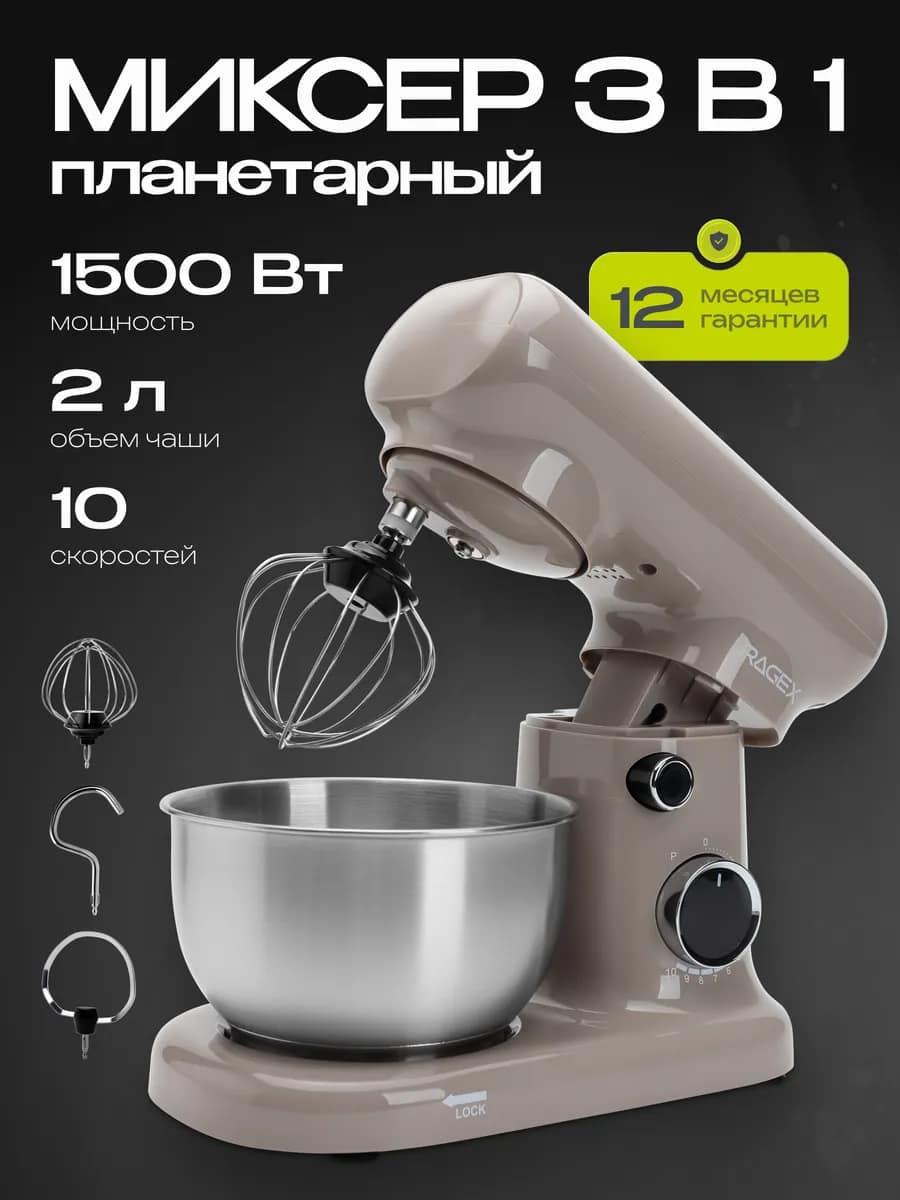 МИКСЕР 3 В 1
планетарный
1500 Вт
мощность
12 месяцев
гарантии
2 л
объем чаши
10
скоростей
RAGEX
0
P
10 9 8 7 6
LOCK